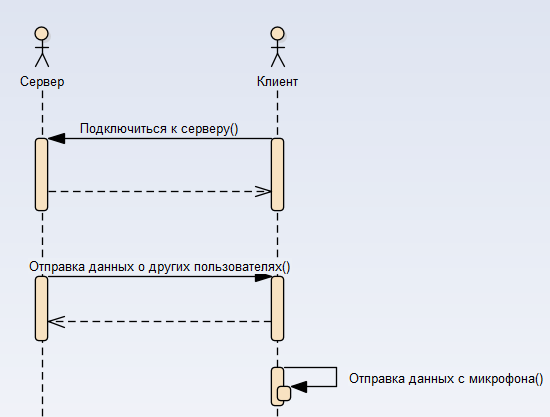 Сервер
Клиент
Подключиться к серверу()
Отправка данных о других пользователях()
Отправка данных с микрофона()